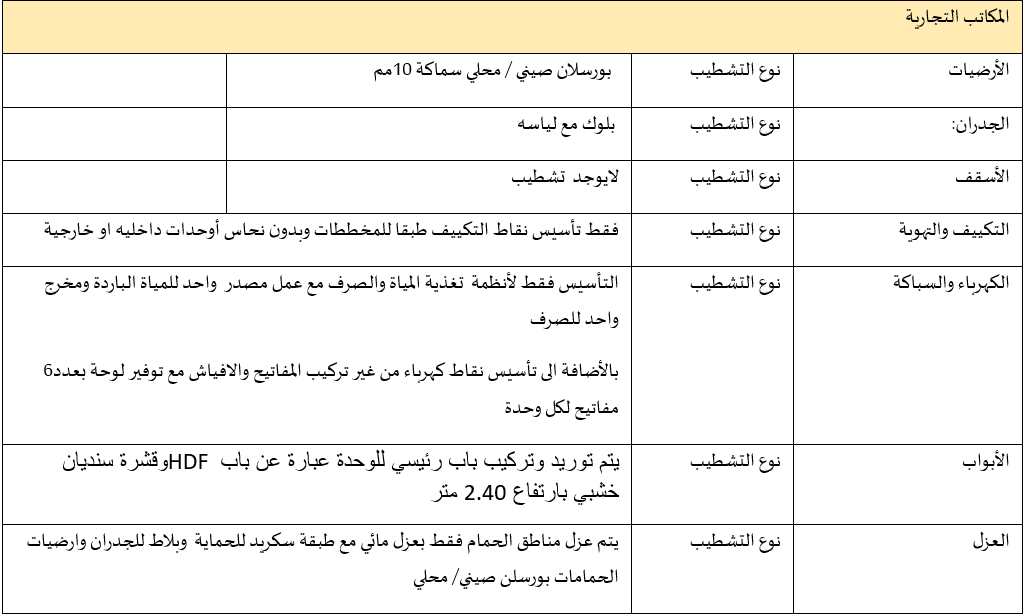 المكاتب التجارية
الأرضيات نوع التشطيب بورسلان صيني / محلي سماكة 10مم
الجدران: نوع التشطيب بلوك مع لياسه
الأسقف نوع التشطيب لايوجد تشطيب
التكييف والتهوية نوع التشطيب فقط تأسيس نقاط التكييف طبقا للمخططات وبدون نحاس أوحدات داخليه او خارجية
الكهرباء والسباكة نوع التشطيب التأسيس فقط لأنظمة تغذية المياة والصرف مع عمل مصدر واحد للمياة الباردة ومخرج
واحد للصرف
بالأضافة الى تأسيس نقاط كهرباء من غير تركيب المفاتيح والافياش مع توفير لوحة بعدد6
مفاتيح لكل وحدة
الأبواب نوع التشطيب يتم توريد وتركيب باب رئيسي للوحدة عبارة عن باب HDFوقشرة سنديان
خشبي بارتفاع 2.40 متر
العزل نوع التشطيب يتم عزل مناطق الحمام فقط بعزل مائي مع طبقة سكريد للحماية وبلاط للجدران وارضيات
الحمامات بورسلن صيني/ محلي